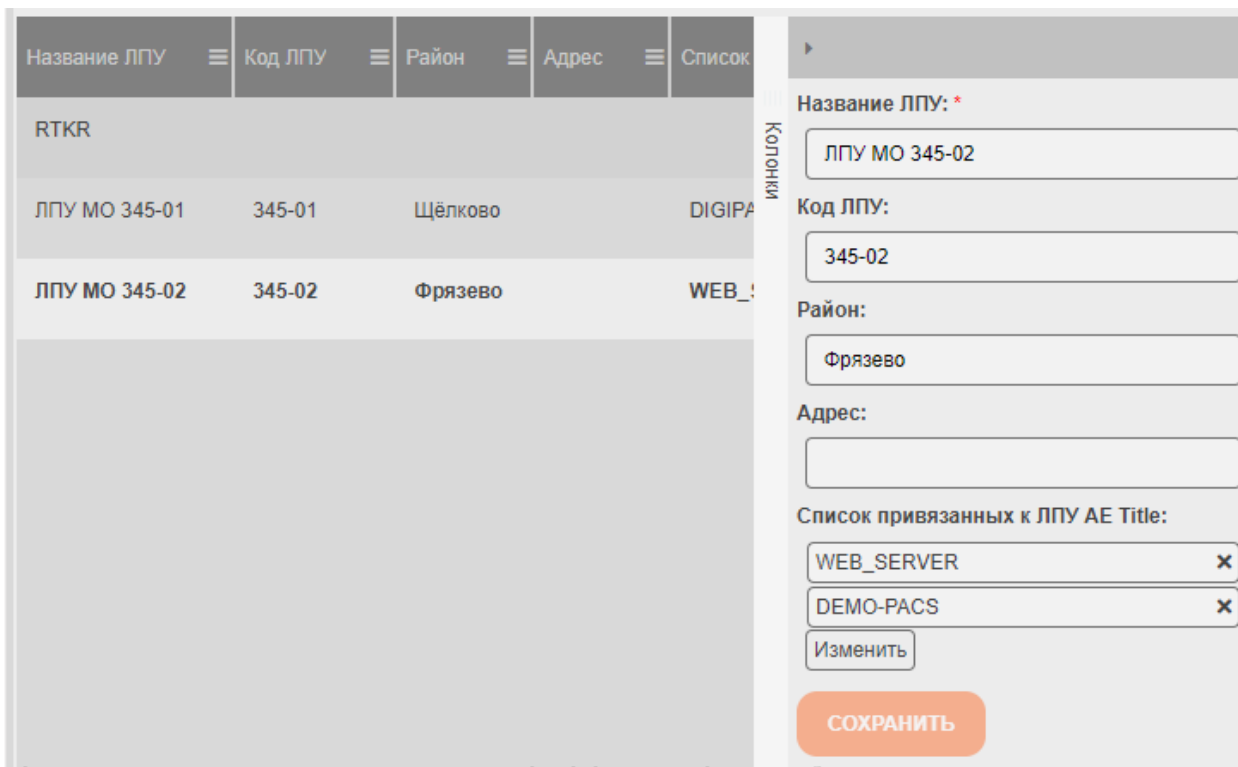 Название ЛПУ Код ЛПУ Район Адрес Список
RTKR
ЛПУ МО 345-01 345-01 Щёлково DIGIPA
ЛПУ МО 345-02 345-02 Фрязево WEB_
Колонки
Название ЛПУ: *
ЛПУ МО 345-02
Код ЛПУ:
345-02
Район:
Фрязево
Адрес:
Список привязанных к ЛПУ AE Title:
WEB_SERVER
DEMO-PACS
Изменить
СОХРАНИТЬ